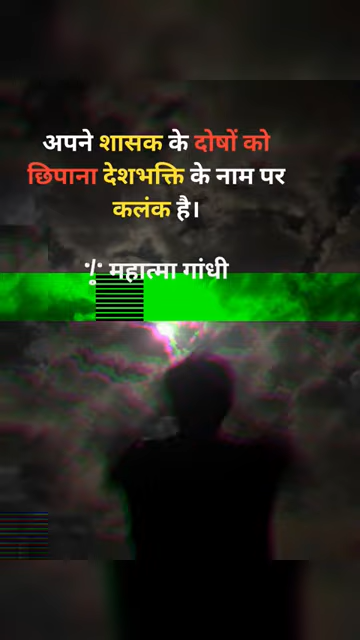 अपने शासक के दोषों को
छिपाना देशभक्ति के नाम पर
कलंक है।
महात्मा गांधी